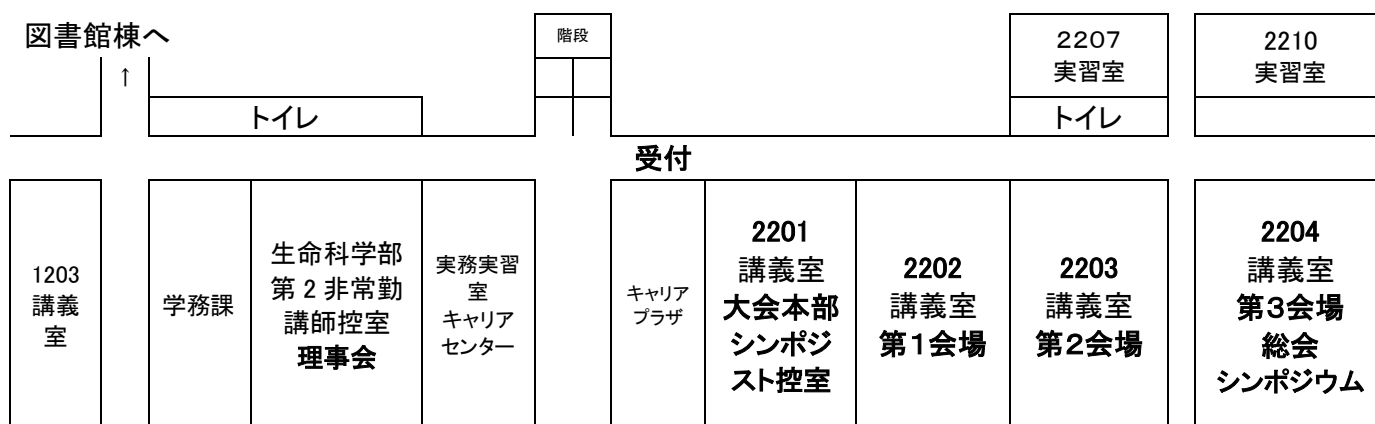 図書館棟へ
↑
階段
2207
実習室
2210
実習室
トイレ
トイレ
受付
1203
講義
室
学務課
生命科学部
第2非常勤
講師控室
理事会
実務実習
室
キャリア
センター
キャリア
プラザ
2201
講義室
大会本部
シンポジ
スト控室
2202
講義室
第1会場
2203
講義室
第2会場
2204
講義室
第3会場
総会
シンポジウム